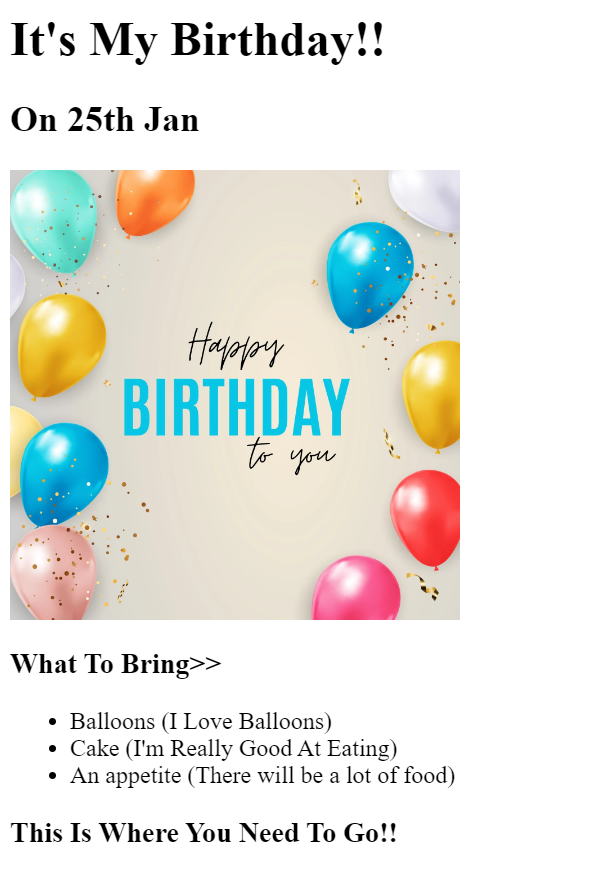 It's My Birthday!!
On 25th Jan
Happy
BIRTHDAY
to you
What To Bring>>
Balloons (I Love Balloons)
Cake (I'm Really Good At Eating)
An appetite (There will be a lot of food)
This Is Where You Need To Go!!